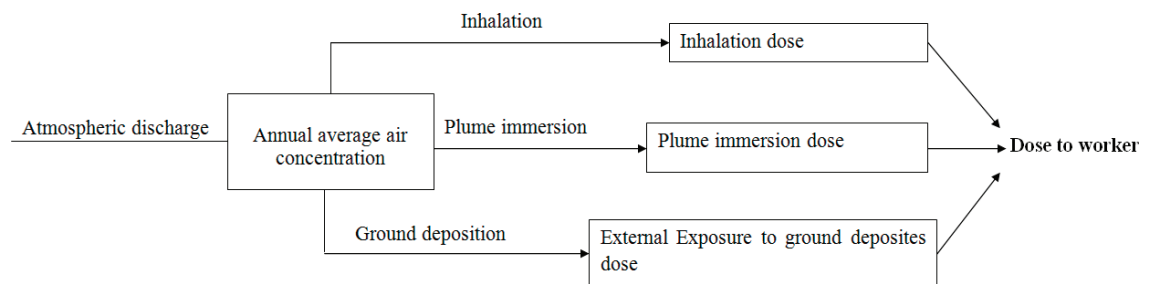 Inhalation
Inhalation dose
Atmospheric discharge
Annual average air
concentration
Plume immersion
Plume immersion dose
Dose to worker
Ground deposition
External Exposure to ground deposites
dose